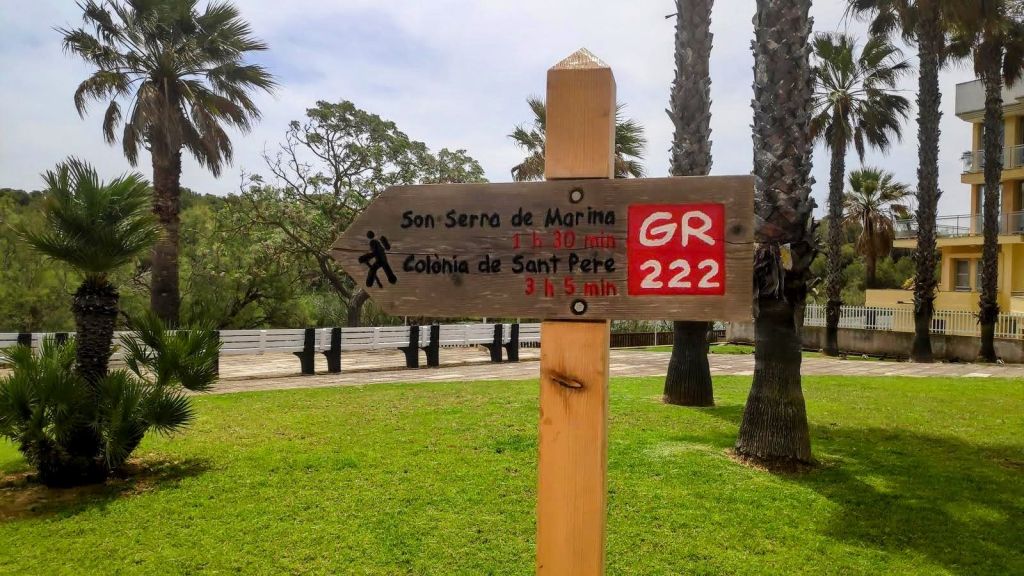 Son Serra de Marina
1 h 30 min
Colònia de Sant Pere
3 h 5 min
GR
222